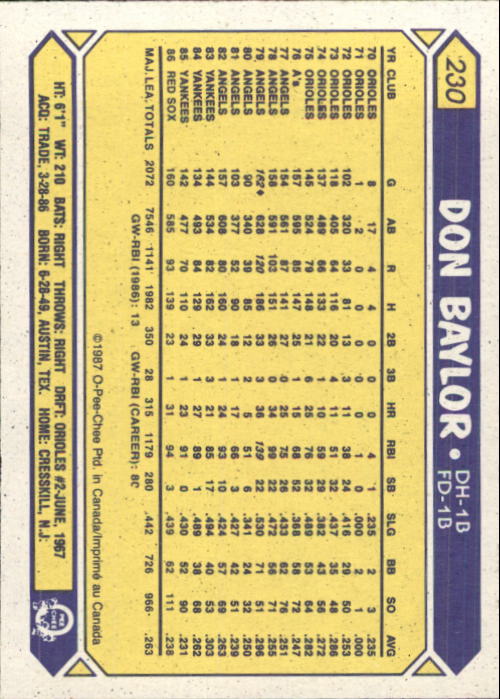 230
DON BAYLOR • DH-1B
FD-1B
YR CLUB G AB R H 2B 3B HR RBI SB SLG BB SO AVG
70 ORIOLES 8 17 4 4 0 0 0 4 1 .235 2 3 .235
71 ORIOLES 1 2 0 0 0 0 0 1 0 .000 2 1 .000
72 ORIOLES 102 320 33 81 13 3 11 38 24 .416 29 50 .253
73 ORIOLES 118 405 64 116 20 4 11 51 32 .437 35 48 .286
74 ORIOLES 137 489 66 133 22 1 10 59 29 .382 43 56 .272
75 ORIOLES 145 524 79 148 21 6 25 76 32 .489 53 64 .282
76 A's 157 595 85 147 25 1 15 68 52 .368 58 72 .247
77 ANGELS 154 561 87 141 27 0 25 75 26 .433 62 76 .251
78 ANGELS 158 591 103 151 26 0 34 99 22 .472 56 51 .255
79 ANGELS 162♦ 628 120 186 33 3 36 139 22 .530 71 51 .296
80 ANGELS 90 340 39 85 12 2 5 51 6 .341 24 32 .250
81 ANGELS 103 377 52 90 18 1 17 66 3 .427 42 51 .239
82 ANGELS 157 608 80 160 24 1 24 93 10 .424 57 69 .263
83 YANKEES 144 534 82 162 33 3 21 85 17 .494 40 53 .303
84 YANKEES 134 493 84 129 29 1 27 89 1 .489 38 68 .262
85 YANKEES 142 477 70 110 24 1 23 91 0 .430 52 90 .231
86 RED SOX 160 585 93 139 23 1 31 94 3 .439 62 111 .238
MAJ. LEA. TOTALS 2072 7546 1141 1982 350 28 315 1179 280 .442 726 966 .263
GW-RBI (1986): 13 GW-RBI (CAREER): 80
©1987 O-Pee-Chee Ptd. in Canada/Imprimé au Canada
HT: 6'1" WT: 210 BATS: RIGHT THROWS: RIGHT DRFT: ORIOLES #2-JUNE, 1967
ACQ: TRADE, 3-28-86 BORN: 6-28-49, AUSTIN, TEX. HOME: CRESSKILL, N.J.
O PEE CHEE